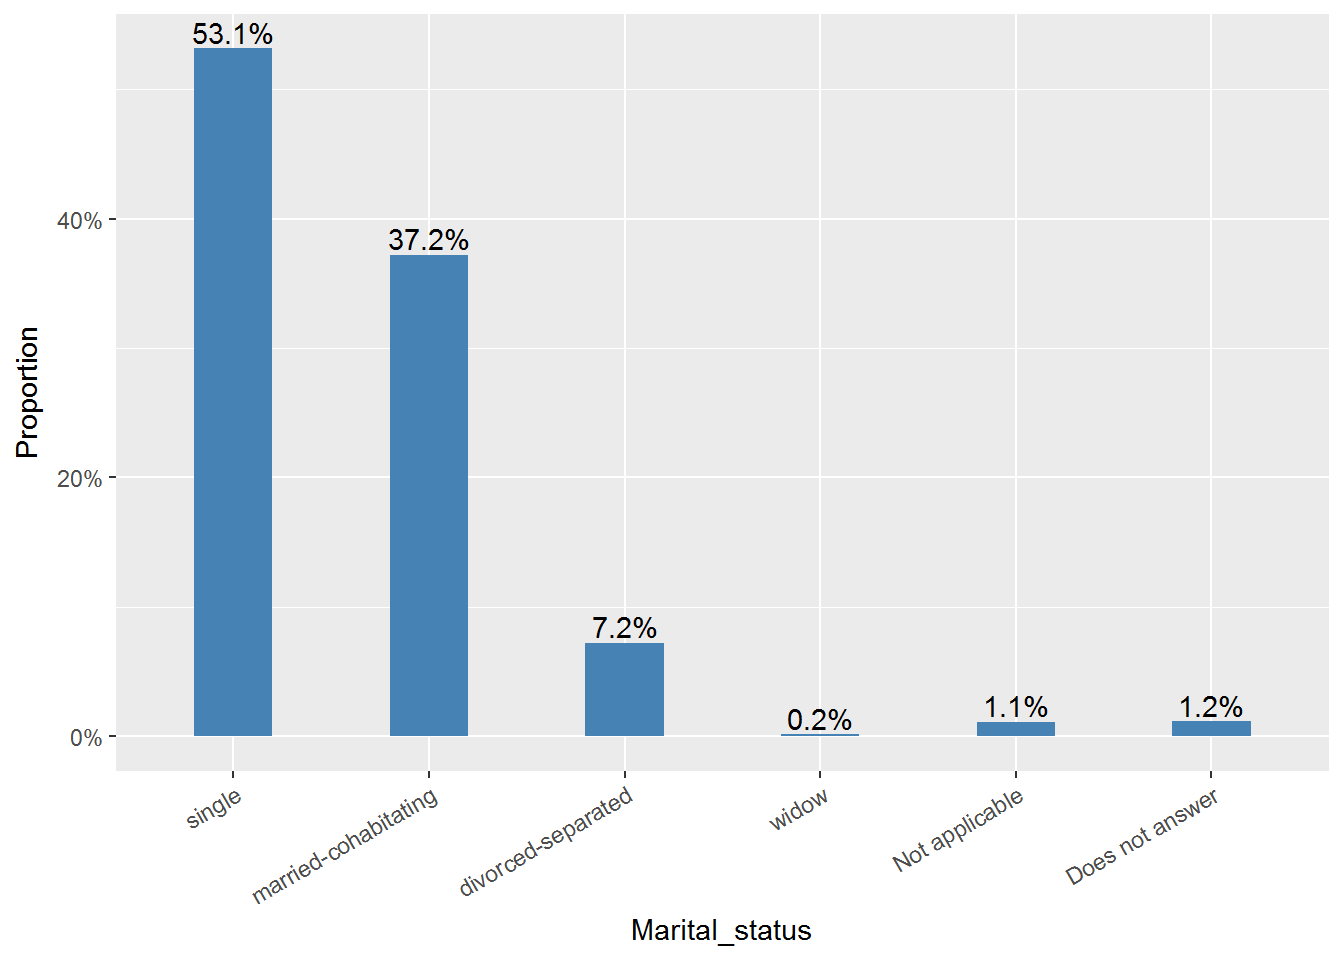 53.1%
40%
37.2%
20%
7.2%
0.2%
1.1%
1.2%
0%
Proportion
single
married-cohabitating
divorced-separated
widow
Not applicable
Does not answer
Marital_status